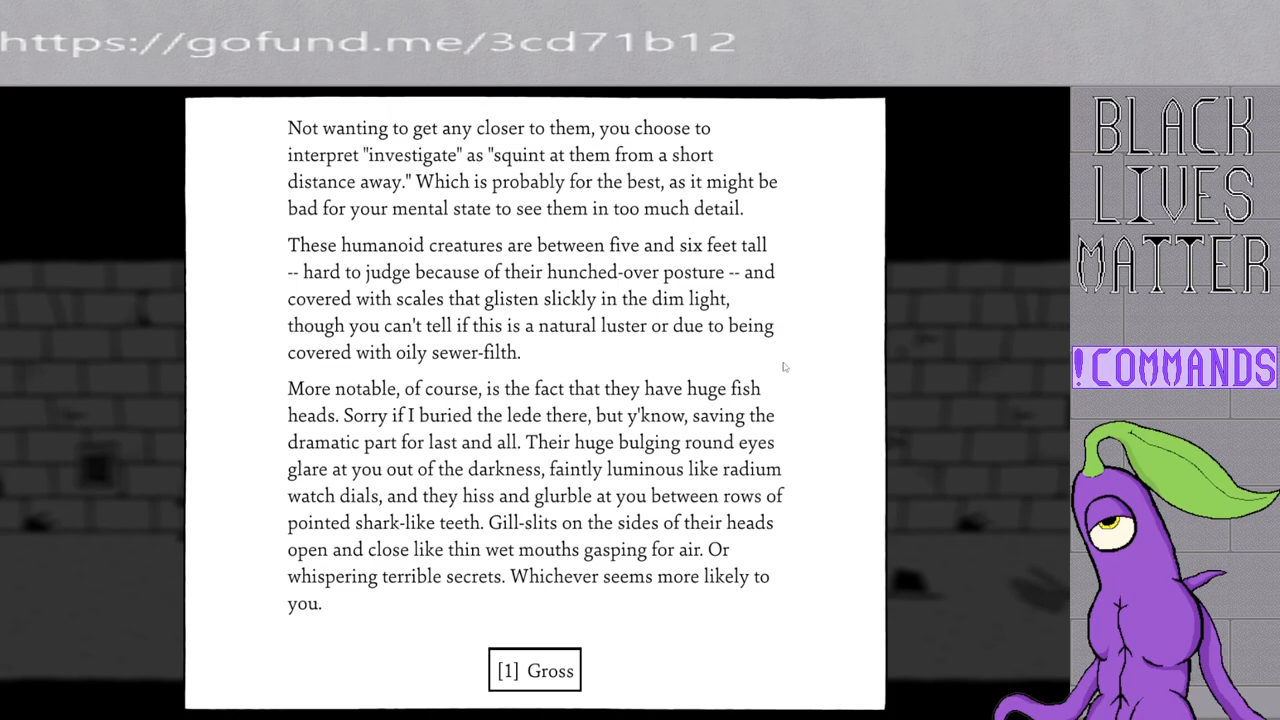 https://gofund.me/3cd71b12
Not wanting to get any closer to them, you choose to
interpret "investigate" as "squint at them from a short
distance away." Which is probably for the best, as it might be
bad for your mental state to see them in too much detail.
These humanoid creatures are between five and six feet tall
-- hard to judge because of their hunched-over posture -- and
covered with scales that glisten slickly in the dim light,
though you can't tell if this is a natural luster or due to being
covered with oily sewer-filth.
More notable, of course, is the fact that they have huge fish
heads. Sorry if I buried the lede there, but y'know, saving the
dramatic part for last and all. Their huge bulging round eyes
glare at you out of the darkness, faintly luminous like radium
watch dials, and they hiss and glurble at you between rows of
pointed shark-like teeth. Gill-slits on the sides of their heads
open and close like thin wet mouths gasping for air. Or
whispering terrible secrets. Whichever seems more likely to
you.
[1] Gross
BLACK
LIVES
MATTER
!COMMANDS